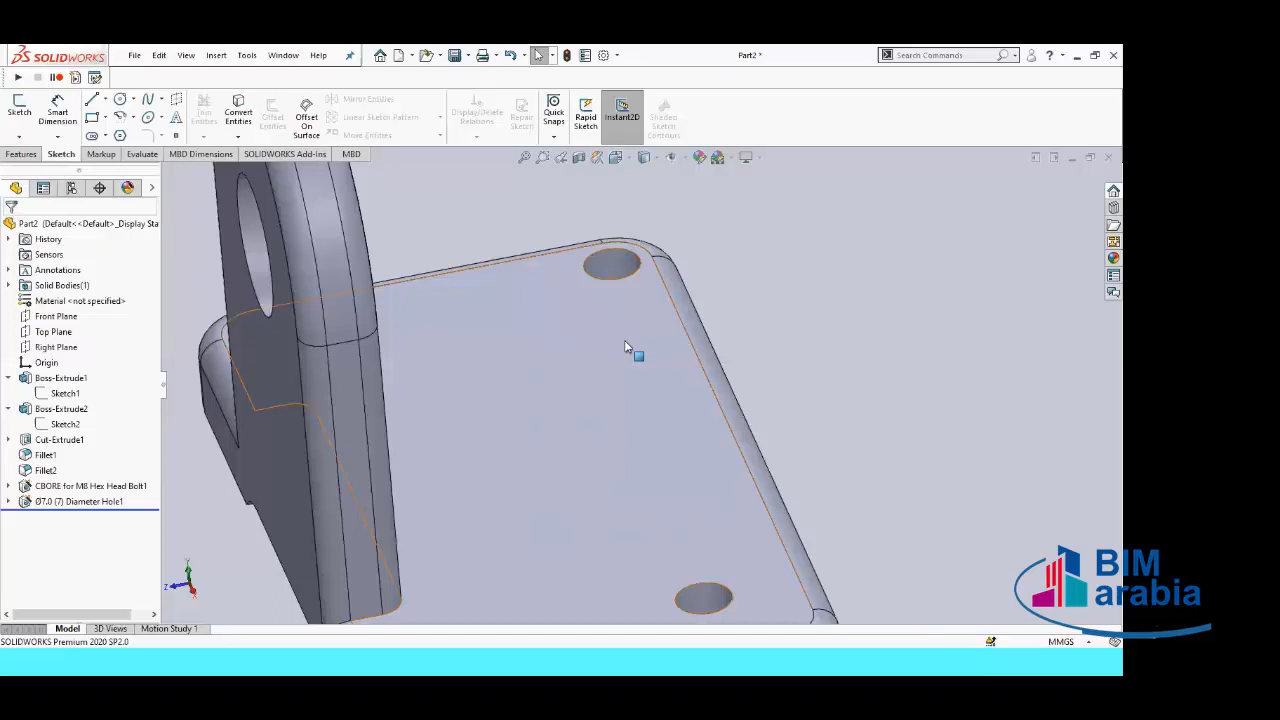 SOLIDWORKS File Edit View Insert Tools Window Help Part2 * Search Commands ?
Sketch Smart Dimension Trim Entities Convert Entities Offset Entities Offset On Surface Mirror Entities Linear Sketch Pattern Move Entities Display/Delete Relations Repair Sketch Quick Snaps Rapid Sketch Instant2D Shaded Sketch Contours
Features Sketch Markup Evaluate MBD Dimensions SOLIDWORKS Add-Ins MBD
Part2 (Default<<Default>_Display Sta
History
Sensors
Annotations
Solid Bodies(1)
Material <not specified>
Front Plane
Top Plane
Right Plane
Origin
Boss-Extrude1
Sketch1
Boss-Extrude2
Sketch2
Cut-Extrude1
Fillet1
Fillet2
CBORE for M8 Hex Head Bolt1
Ø7.0 (7) Diameter Hole1
Y
Z
X
BIM
arabia
Model 3D Views Motion Study 1
SOLIDWORKS Premium 2020 SP2.0 MMGS